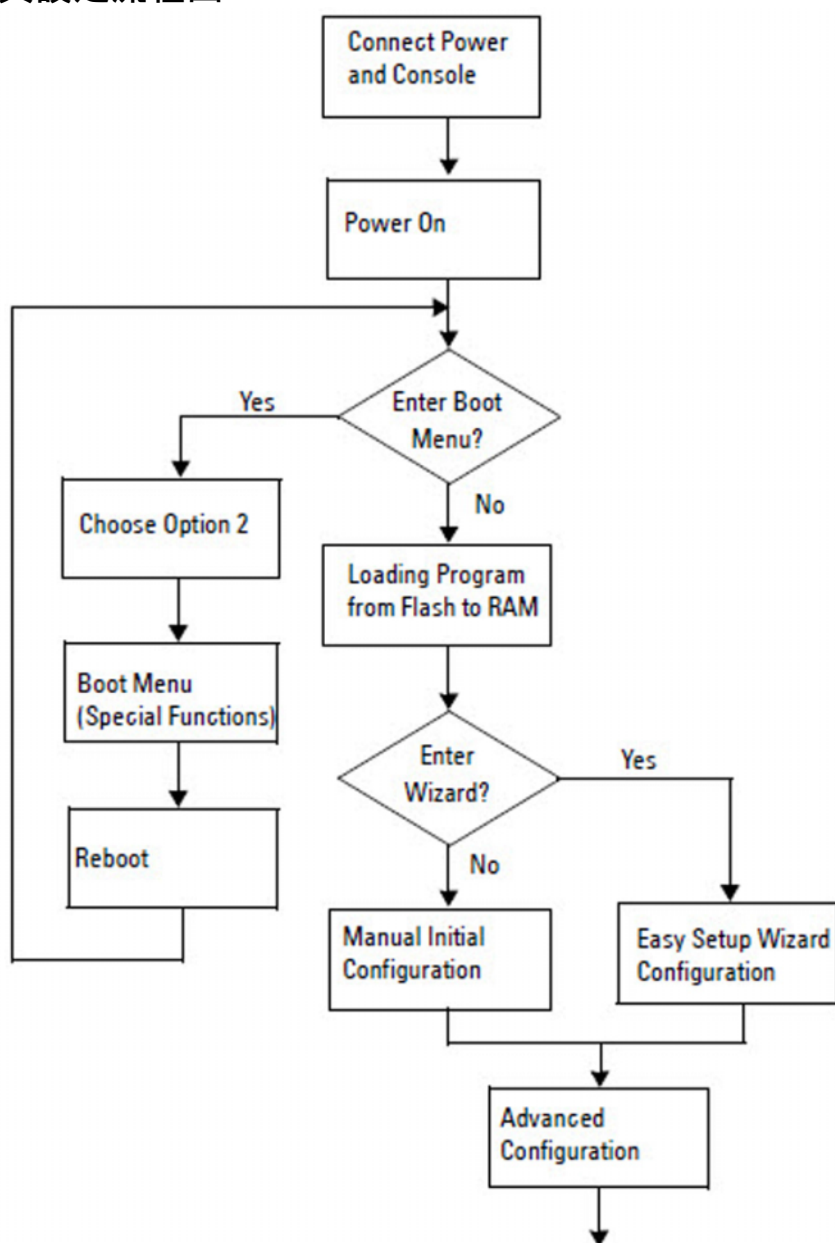 Connect Power
and Console
Power On
Enter Boot
Menu?
Yes
No
Choose Option 2
Loading Program
from Flash to RAM
Boot Menu
(Special Functions)
Enter
Wizard?
Yes
No
Reboot
Manual Initial
Configuration
Easy Setup Wizard
Configuration
Advanced
Configuration